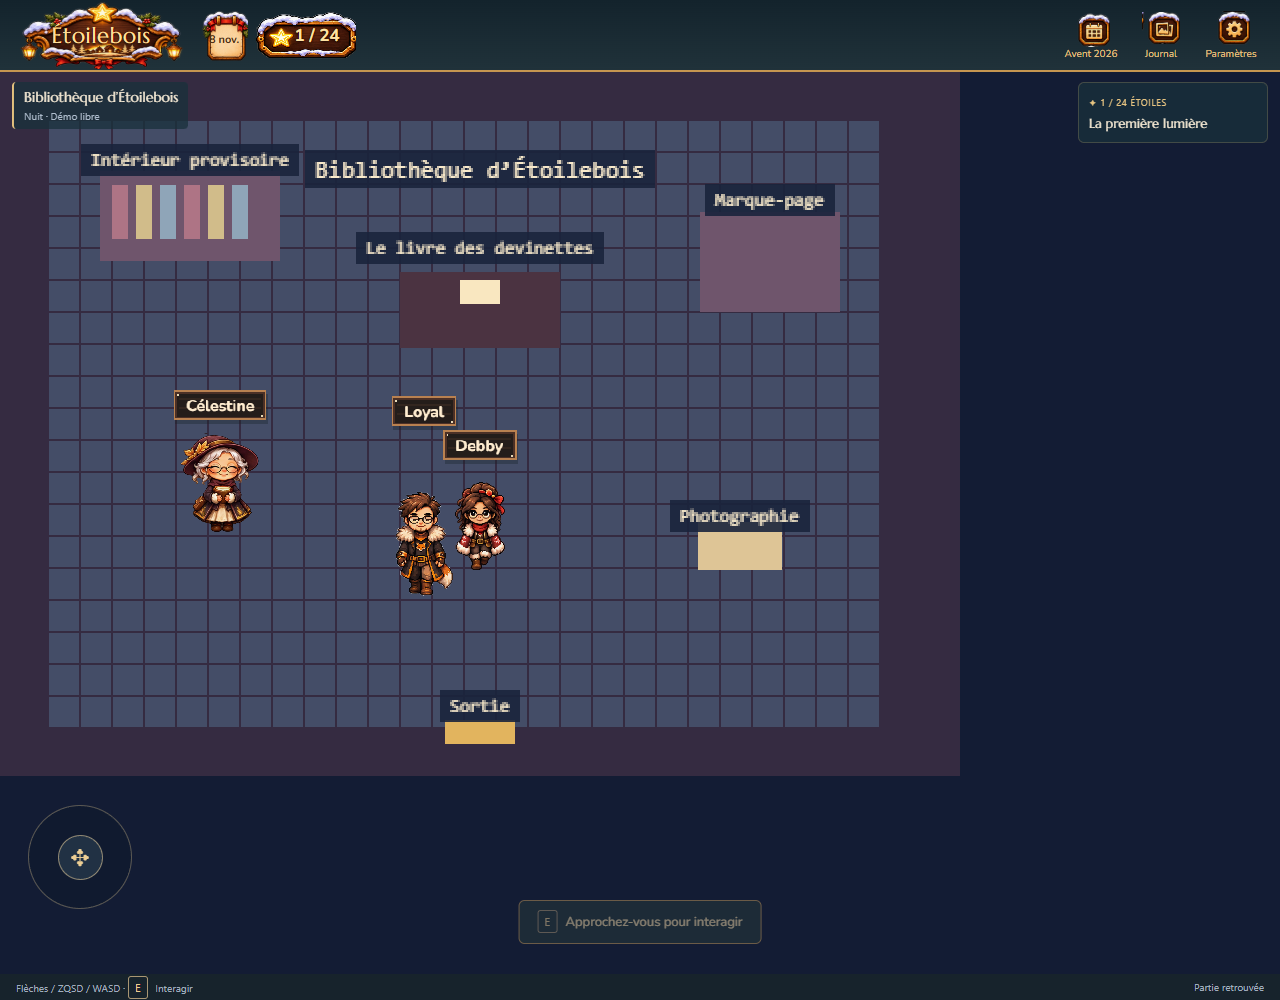 Étoilebois
8 nov.
1 / 24
Avent 2026
Journal
Paramètres
Bibliothèque d'Étoilebois
Nuit · Démo libre
✦ 1 / 24 ÉTOILES
La première lumière
Intérieur provisoire
Bibliothèque d'Étoilebois
Marque-page
Le livre des devinettes
Célestine
Loyal
Debby
Photographie
Sortie
E Approchez-vous pour interagir
Flèches / ZQSD / WASD · E Interagir
Partie retrouvée